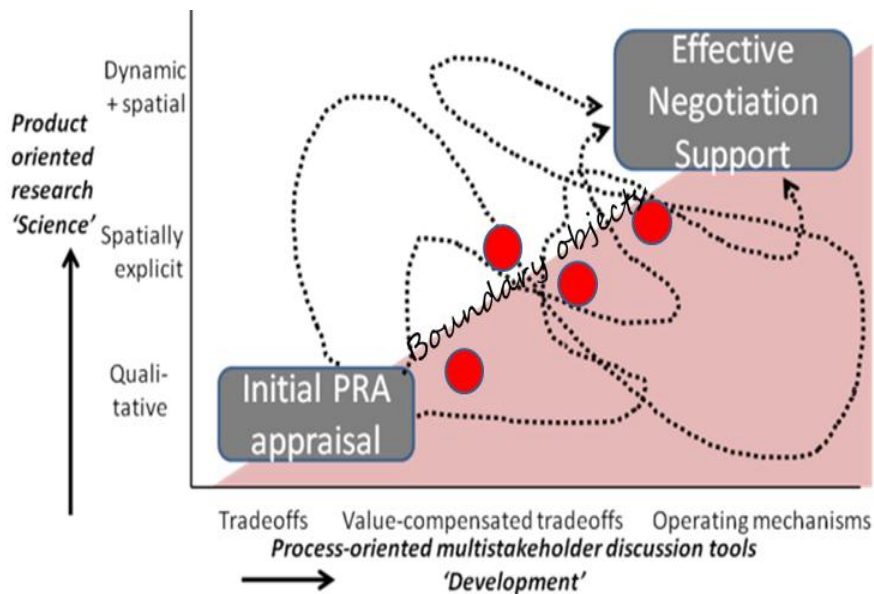 Dynamic
+ spatial
Product
oriented
research
‘Science’
Spatially
explicit
Quali-
tative
Effective
Negotiation
Support
Boundary objects
Initial PRA
appraisal
Tradeoffs
Value-compensated tradeoffs
Operating mechanisms
Process-oriented multistakeholder discussion tools
‘Development’